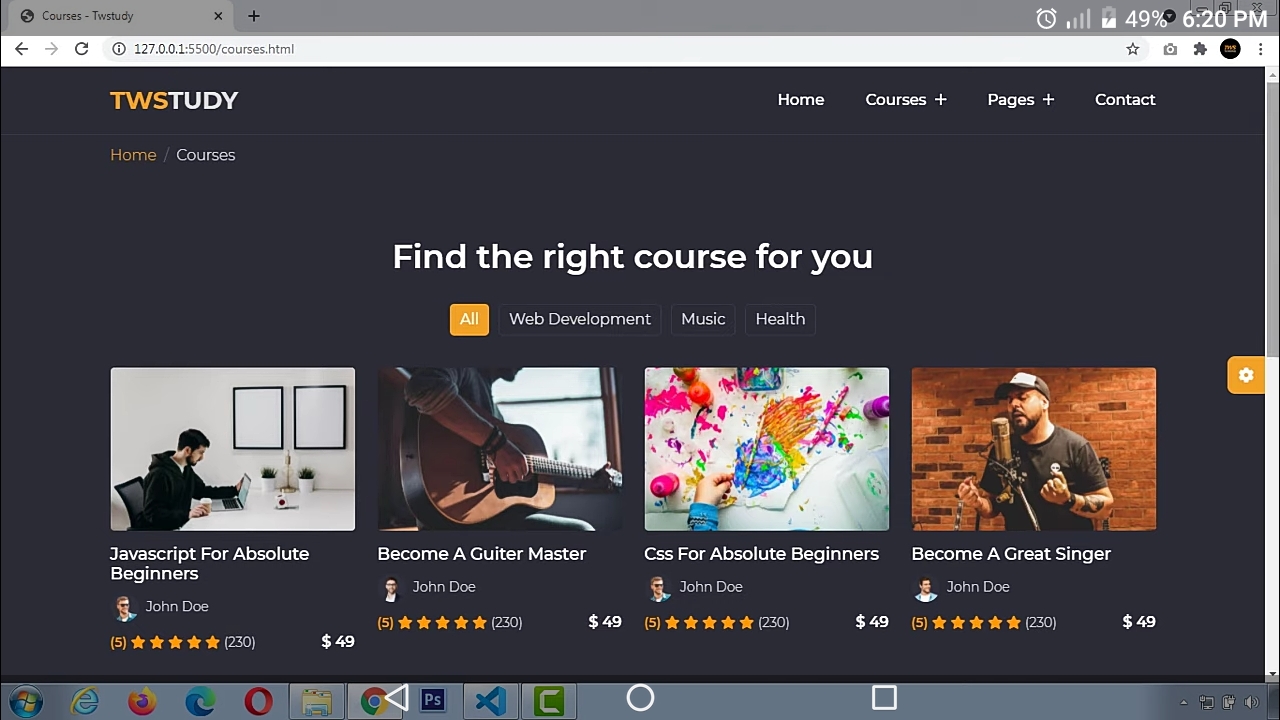 Courses - Twstudy
49% 6:20 PM
127.0.0.1:5500/courses.html
TWSTUDY
Home Courses + Pages + Contact
Home / Courses
Find the right course for you
All Web Development Music Health
Javascript For Absolute
Beginners
John Doe
(5) (230) $ 49
Become A Guiter Master
John Doe
(5) (230) $ 49
Css For Absolute Beginners
John Doe
(5) (230) $ 49
Become A Great Singer
John Doe
(5) (230) $ 49
Ps